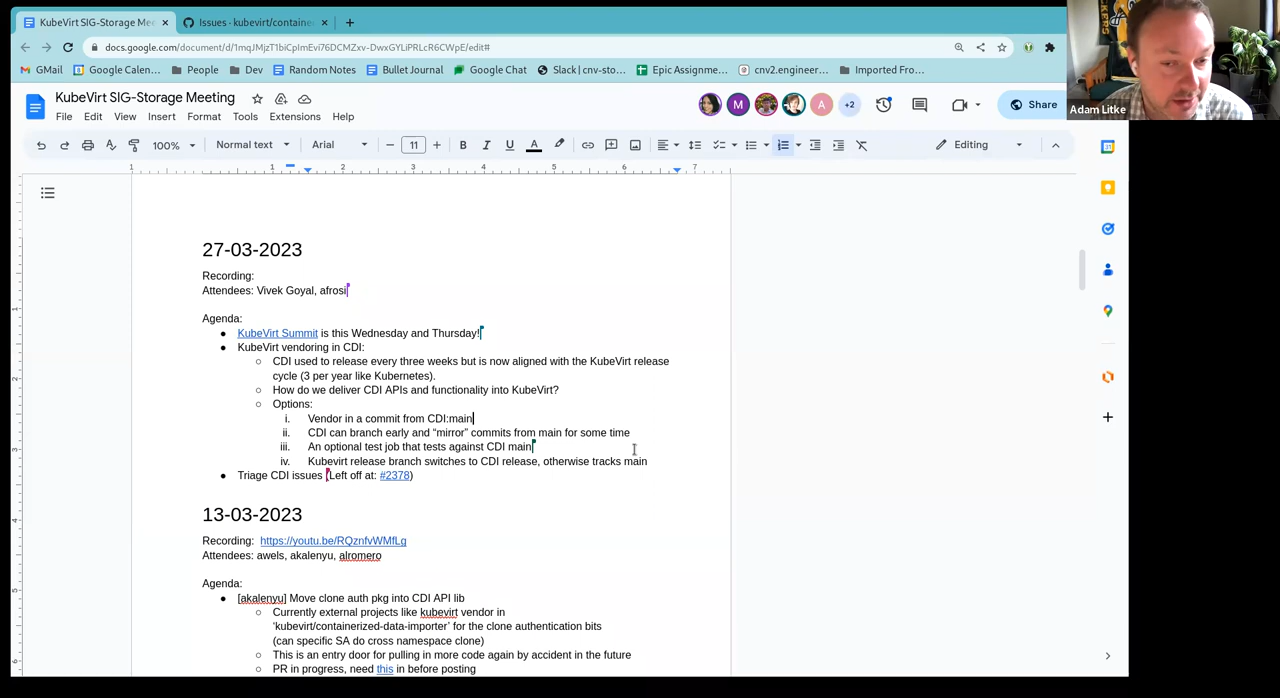 KubeVirt SIG-Storage Mee
Issues · kubevirt/containe
docs.google.com/document/d/1mqJMjzT1biCpImEvi76DCMZxv-DwxGYLiPRLcR6CWpE/edit#
GMail
Google Calen...
People
Dev
Random Notes
Bullet Journal
Google Chat
Slack | cnv-sto...
Epic Assignme...
cnv2.engineer...
Imported Fro...
KubeVirt SIG-Storage Meeting
File Edit View Insert Format Tools Extensions Help
M
A
+2
Share
Adam Litke
100%
Normal text
Arial
11
B I U A
Editing
1 1 2 3 4 5 6 7
27-03-2023
Recording:
Attendees: Vivek Goyal, afrosi
Agenda:
● KubeVirt Summit is this Wednesday and Thursday!
● KubeVirt vendoring in CDI:
○ CDI used to release every three weeks but is now aligned with the KubeVirt release
cycle (3 per year like Kubernetes).
○ How do we deliver CDI APIs and functionality into KubeVirt?
○ Options:
i. Vendor in a commit from CDI:main
ii. CDI can branch early and “mirror” commits from main for some time
iii. An optional test job that tests against CDI main
iv. Kubevirt release branch switches to CDI release, otherwise tracks main
● Triage CDI issues (Left off at: #2378)
13-03-2023
Recording: https://youtu.be/RQznfvWMfLg
Attendees: awels, akalenyu, alromero
Agenda:
● [akalenyu] Move clone auth pkg into CDI API lib
○ Currently external projects like kubevirt vendor in
‘kubevirt/containerized-data-importer’ for the clone authentication bits
(can specific SA do cross namespace clone)
○ This is an entry door for pulling in more code again by accident in the future
○ PR in progress, need this in before posting